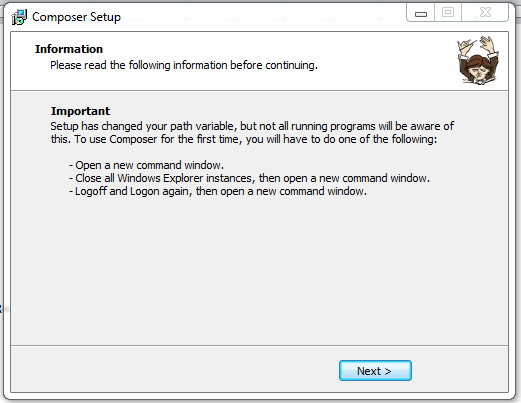 Composer Setup
Information
Please read the following information before continuing.
Important
Setup has changed your path variable, but not all running programs will be aware of
this. To use Composer for the first time, you will have to do one of the following:
- Open a new command window.
- Close all Windows Explorer instances, then open a new command window.
- Logoff and Logon again, then open a new command window.
Next >